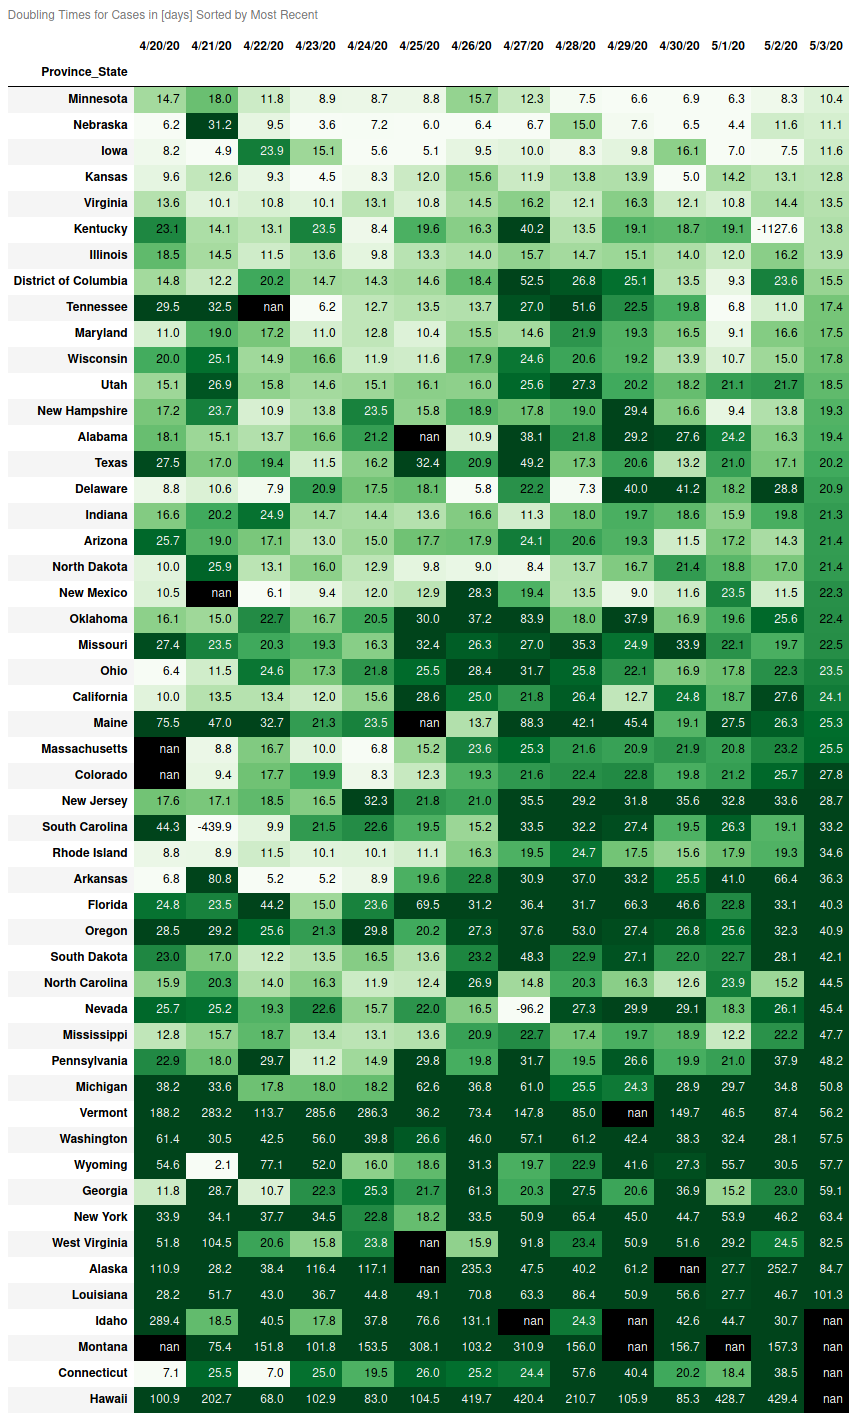 Doubling Times for Cases in [days] Sorted by Most Recent
4/20/20 4/21/20 4/22/20 4/23/20 4/24/20 4/25/20 4/26/20 4/27/20 4/28/20 4/29/20 4/30/20 5/1/20 5/2/20 5/3/20
Province_State
Minnesota 14.7 18.0 11.8 8.9 8.7 8.8 15.7 12.3 7.5 6.6 6.9 6.3 8.3 10.4
Nebraska 6.2 31.2 9.5 3.6 7.2 6.0 6.4 6.7 15.0 7.6 6.5 4.4 11.6 11.1
Iowa 8.2 4.9 23.9 15.1 5.6 5.1 9.5 10.0 8.3 9.8 16.1 7.0 7.5 11.6
Kansas 9.6 12.6 9.3 4.5 8.3 12.0 15.6 11.9 13.8 13.9 5.0 14.2 13.1 12.8
Virginia 13.6 10.1 10.8 10.1 13.1 10.8 14.5 16.2 12.1 16.3 12.1 10.8 14.4 13.5
Kentucky 23.1 14.1 13.1 23.5 8.4 19.6 16.3 40.2 13.5 19.1 18.7 19.1 -1127.6 13.8
Illinois 18.5 14.5 11.5 13.6 9.8 13.3 14.0 15.7 14.7 15.1 14.0 12.0 16.2 13.9
District of Columbia 14.8 12.2 20.2 14.7 14.3 14.6 18.4 52.5 26.8 25.1 13.5 9.3 23.6 15.5
Tennessee 29.5 32.5 nan 6.2 12.7 13.5 13.7 27.0 51.6 22.5 19.8 6.8 11.0 17.4
Maryland 11.0 19.0 17.2 11.0 12.8 10.4 15.5 14.6 21.9 19.3 16.5 9.1 16.6 17.5
Wisconsin 20.0 25.1 14.9 16.6 11.9 11.6 17.9 24.6 20.6 19.2 13.9 10.7 15.0 17.8
Utah 15.1 26.9 15.8 14.6 15.1 16.1 16.0 25.6 27.3 20.2 18.2 21.1 21.7 18.5
New Hampshire 17.2 23.7 10.9 13.8 23.5 15.8 18.9 17.8 19.0 29.4 16.6 9.4 13.8 19.3
Alabama 18.1 15.1 13.7 16.6 21.2 nan 10.9 38.1 21.8 29.2 27.6 24.2 16.3 19.4
Texas 27.5 17.0 19.4 11.5 16.2 32.4 20.9 49.2 17.3 20.6 13.2 21.0 17.1 20.2
Delaware 8.8 10.6 7.9 20.9 17.5 18.1 5.8 22.2 7.3 40.0 41.2 18.2 28.8 20.9
Indiana 16.6 20.2 24.9 14.7 14.4 13.6 16.6 11.3 18.0 19.7 18.6 15.9 19.8 21.3
Arizona 25.7 19.0 17.1 13.0 15.0 17.7 17.9 24.1 20.6 19.3 11.5 17.2 14.3 21.4
North Dakota 10.0 25.9 13.1 16.0 12.9 9.8 9.0 8.4 13.7 16.7 21.4 18.8 17.0 21.4
New Mexico 10.5 nan 6.1 9.4 12.0 12.9 28.3 19.4 13.5 9.0 11.6 23.5 11.5 22.3
Oklahoma 16.1 15.0 22.7 16.7 20.5 30.0 37.2 83.9 18.0 37.9 16.9 19.6 25.6 22.4
Missouri 27.4 23.5 20.3 19.3 16.3 32.4 26.3 27.0 35.3 24.9 33.9 22.1 19.7 22.5
Ohio 6.4 11.5 24.6 17.3 21.8 25.5 28.4 31.7 25.8 22.1 16.9 17.8 22.3 23.5
California 10.0 13.5 13.4 12.0 15.6 28.6 25.0 21.8 26.4 12.7 24.8 18.7 27.6 24.1
Maine 75.5 47.0 32.7 21.3 23.5 nan 13.7 88.3 42.1 45.4 19.1 27.5 26.3 25.3
Massachusetts nan 8.8 16.7 10.0 6.8 15.2 23.6 25.3 21.6 20.9 21.9 20.8 23.2 25.5
Colorado nan 9.4 17.7 19.9 8.3 12.3 19.3 21.6 22.4 22.8 19.8 21.2 25.7 27.8
New Jersey 17.6 17.1 18.5 16.5 32.3 21.8 21.0 35.5 29.2 31.8 35.6 32.8 33.6 28.7
South Carolina 44.3 -439.9 9.9 21.5 22.6 19.5 15.2 33.5 32.2 27.4 19.5 26.3 19.1 33.2
Rhode Island 8.8 8.9 11.5 10.1 10.1 11.1 16.3 19.5 24.7 17.5 15.6 17.9 19.3 34.6
Arkansas 6.8 80.8 5.2 5.2 8.9 19.6 22.8 30.9 37.0 33.2 25.5 41.0 66.4 36.3
Florida 24.8 23.5 44.2 15.0 23.6 69.5 31.2 36.4 31.7 66.3 46.6 22.8 33.1 40.3
Oregon 28.5 29.2 25.6 21.3 29.8 20.2 27.3 37.6 53.0 27.4 26.8 25.6 32.3 40.9
South Dakota 23.0 17.0 12.2 13.5 16.5 13.6 23.2 48.3 22.9 27.1 22.0 22.7 28.1 42.1
North Carolina 15.9 20.3 14.0 16.3 11.9 12.4 26.9 14.8 20.3 16.3 12.6 23.9 15.2 44.5
Nevada 25.7 25.2 19.3 22.6 15.7 22.0 16.5 -96.2 27.3 29.9 29.1 18.3 26.1 45.4
Mississippi 12.8 15.7 18.7 13.4 13.1 13.6 20.9 22.7 17.4 19.7 18.9 12.2 22.2 47.7
Pennsylvania 22.9 18.0 29.7 11.2 14.9 29.8 19.8 31.7 19.5 26.6 19.9 21.0 37.9 48.2
Michigan 38.2 33.6 17.8 18.0 18.2 62.6 36.8 61.0 25.5 24.3 28.9 29.7 34.8 50.8
Vermont 188.2 283.2 113.7 285.6 286.3 36.2 73.4 147.8 85.0 nan 149.7 46.5 87.4 56.2
Washington 61.4 30.5 42.5 56.0 39.8 26.6 46.0 57.1 61.2 42.4 38.3 32.4 28.1 57.5
Wyoming 54.6 2.1 77.1 52.0 16.0 18.6 31.3 19.7 22.9 41.6 27.3 55.7 30.5 57.7
Georgia 11.8 28.7 10.7 22.3 25.3 21.7 61.3 20.3 27.5 20.6 36.9 15.2 23.0 59.1
New York 33.9 34.1 37.7 34.5 22.8 18.2 33.5 50.9 65.4 45.0 44.7 53.9 46.2 63.4
West Virginia 51.8 104.5 20.6 15.8 23.8 nan 15.9 91.8 23.4 50.9 51.6 29.2 24.5 82.5
Alaska 110.9 28.2 38.4 116.4 117.1 nan 235.3 47.5 40.2 61.2 nan 27.7 252.7 84.7
Louisiana 28.2 51.7 43.0 36.7 44.8 49.1 70.8 63.3 86.4 50.9 56.6 27.7 46.7 101.3
Idaho 289.4 18.5 40.5 17.8 37.8 76.6 131.1 nan 24.3 nan 42.6 44.7 30.7 nan
Montana nan 75.4 151.8 101.8 153.5 308.1 103.2 310.9 156.0 nan 156.7 nan 157.3 nan
Connecticut 7.1 25.5 7.0 25.0 19.5 26.0 25.2 24.4 57.6 40.4 20.2 18.4 38.5 nan
Hawaii 100.9 202.7 68.0 102.9 83.0 104.5 419.7 420.4 210.7 105.9 85.3 428.7 429.4 nan